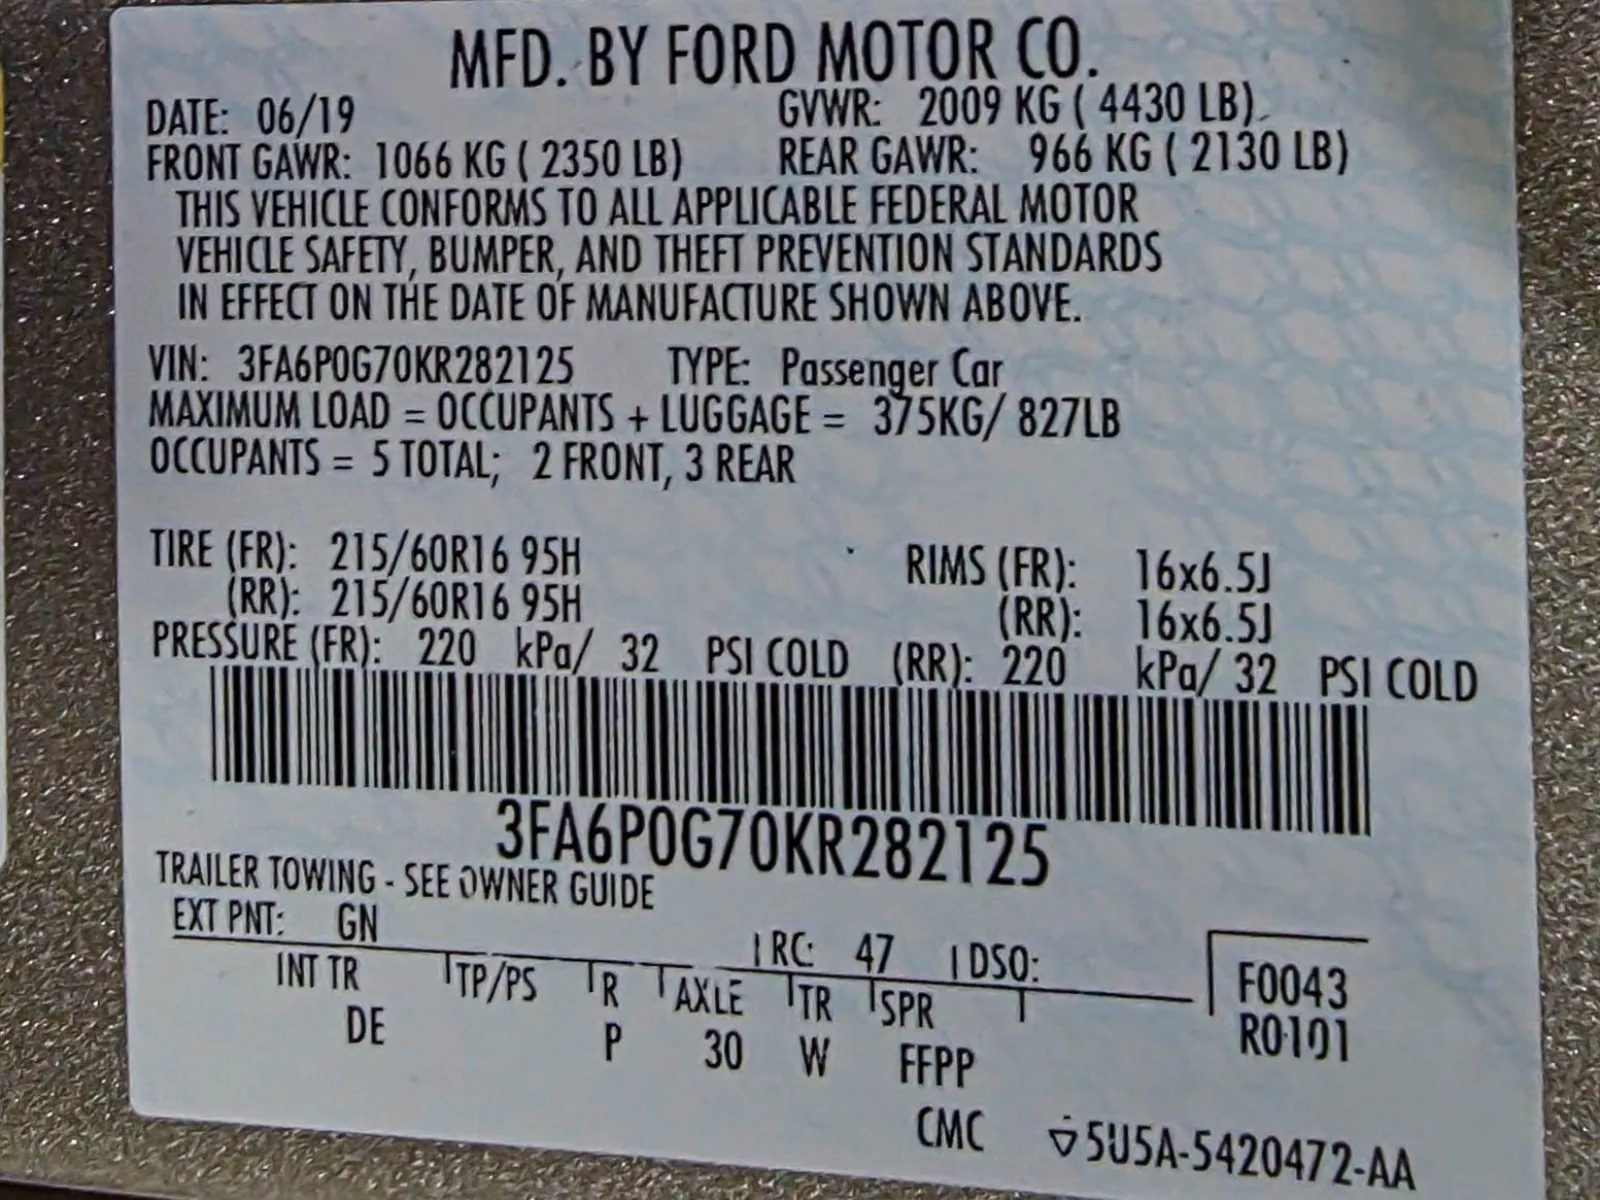 MFD. BY FORD MOTOR CO.
DATE: 06/19 GVWR: 2009 KG ( 4430 LB)
FRONT GAWR: 1066 KG ( 2350 LB) REAR GAWR: 966 KG ( 2130 LB)
THIS VEHICLE CONFORMS TO ALL APPLICABLE FEDERAL MOTOR
VEHICLE SAFETY, BUMPER, AND THEFT PREVENTION STANDARDS
IN EFFECT ON THE DATE OF MANUFACTURE SHOWN ABOVE.
VIN: 3FA6P0G70KR282125 TYPE: Passenger Car
MAXIMUM LOAD = OCCUPANTS + LUGGAGE = 375KG/ 827LB
OCCUPANTS = 5 TOTAL; 2 FRONT, 3 REAR
TIRE (FR): 215/60R16 95H RIMS (FR): 16x6.5J
(RR): 215/60R16 95H (RR): 16x6.5J
PRESSURE (FR): 220 kPa/ 32 PSI COLD (RR): 220 kPa/ 32 PSI COLD
3FA6P0G70KR282125
TRAILER TOWING - SEE OWNER GUIDE
EXT PNT: GN RC: 47 DSO: F0043
INT TR TP/PS R AXLE TR SPR R0101
DE P 30 W FFPP
CMC 5U5A-5420472-AA